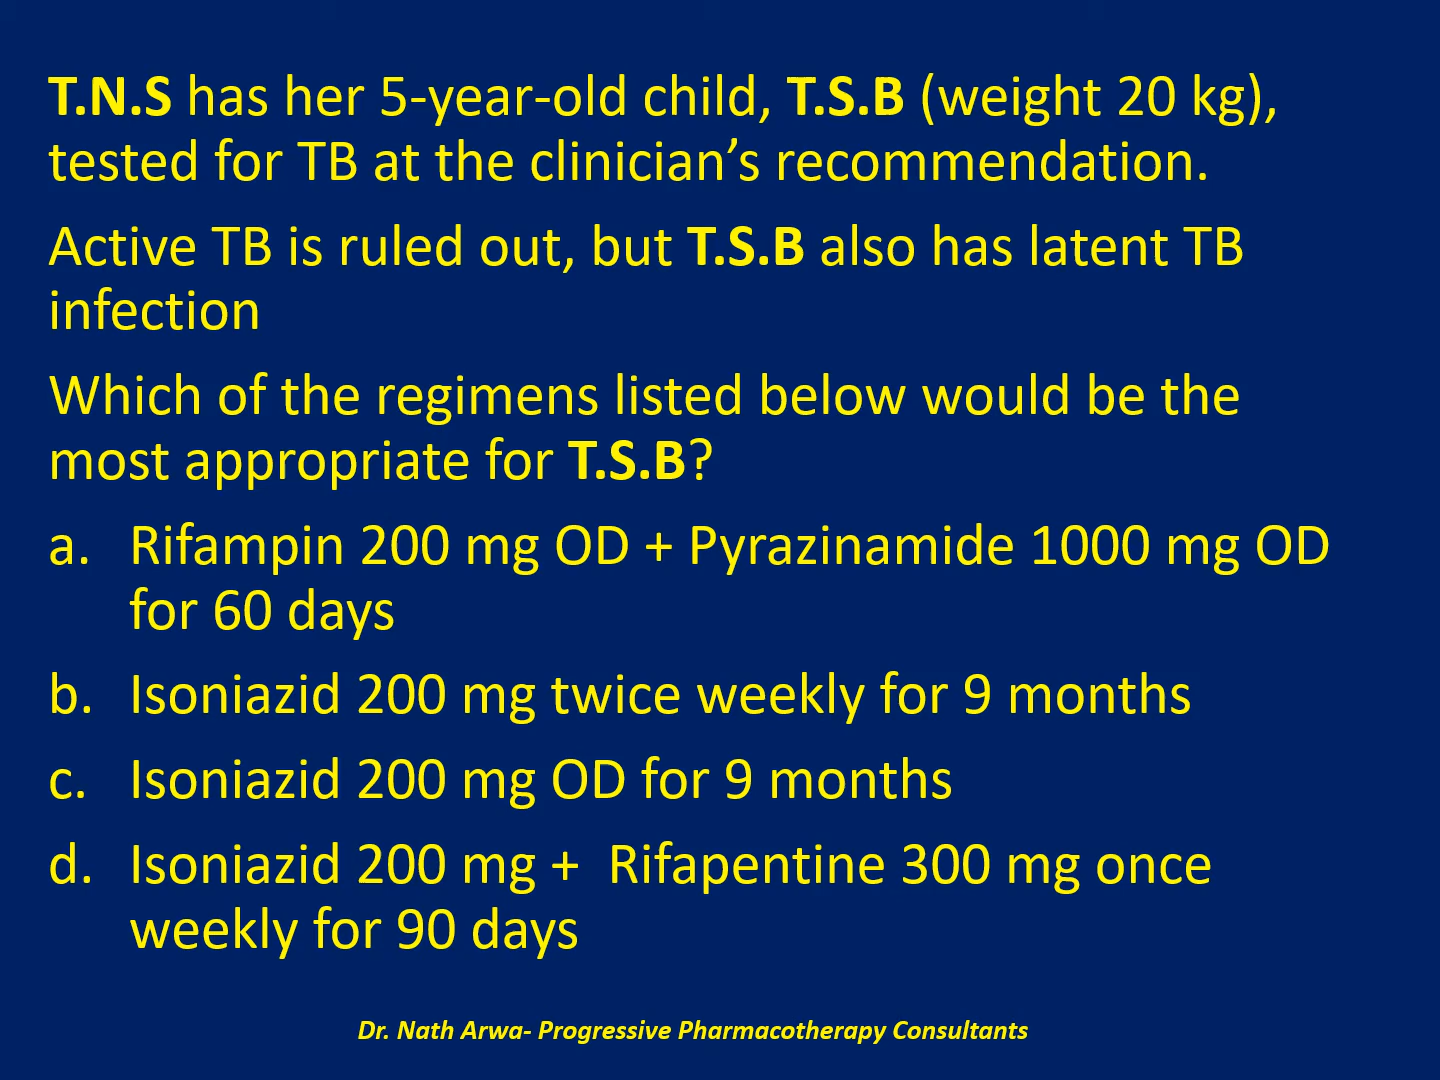 T.N.S has her 5-year-old child, T.S.B (weight 20 kg),
tested for TB at the clinician’s recommendation.
Active TB is ruled out, but T.S.B also has latent TB
infection
Which of the regimens listed below would be the
most appropriate for T.S.B?
a. Rifampin 200 mg OD + Pyrazinamide 1000 mg OD
for 60 days
b. Isoniazid 200 mg twice weekly for 9 months
c. Isoniazid 200 mg OD for 9 months
d. Isoniazid 200 mg + Rifapentine 300 mg once
weekly for 90 days
Dr. Nath Arwa- Progressive Pharmacotherapy Consultants